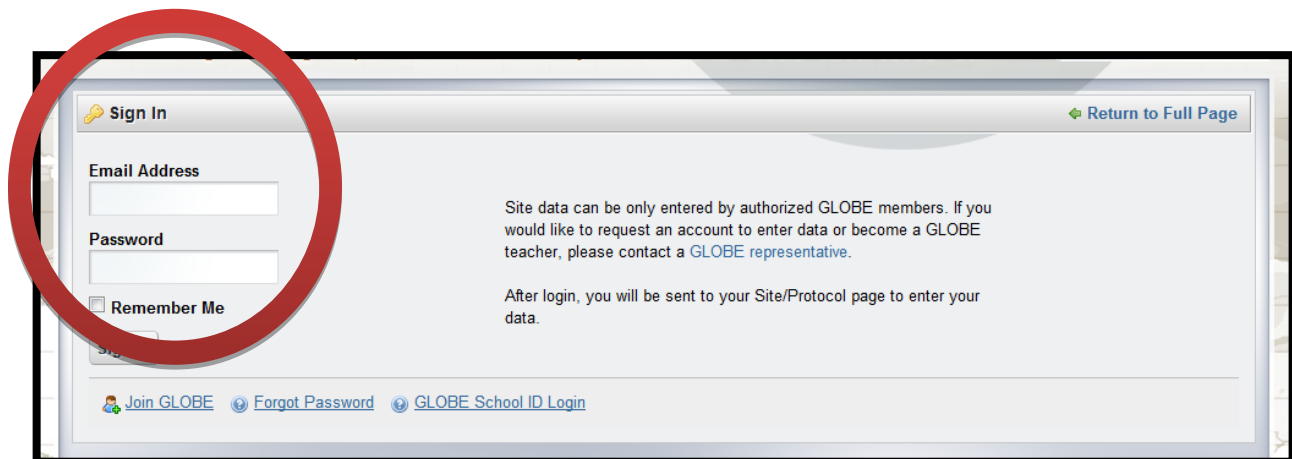 Sign In
Return to Full Page
Email Address
Password
Remember Me
Site data can be only entered by authorized GLOBE members. If you
would like to request an account to enter data or become a GLOBE
teacher, please contact a GLOBE representative.
After login, you will be sent to your Site/Protocol page to enter your
data.
Join GLOBE Forgot Password GLOBE School ID Login